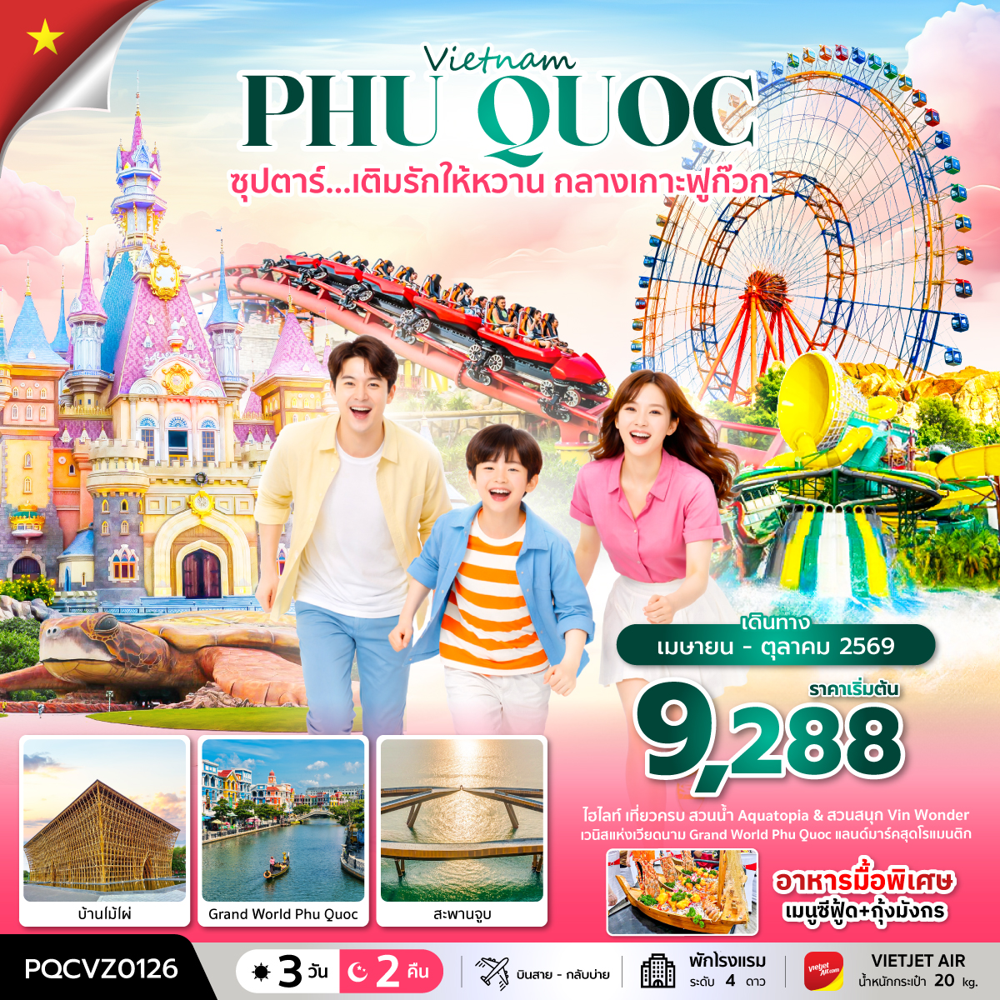 Vietnam
PHU QUOC
ซุปตาร์...เติมรักให้หวาน กลางเกาะฟูก๊วก
เดินทาง
เมษายน - ตุลาคม 2569
ราคาเริ่มต้น
9,288
ไฮไลท์ เที่ยวครบ สวนน้ำ Aquatopia & สวนสนุก Vin Wonder
เวนิสแห่งเวียดนาม Grand World Phu Quoc แลนด์มาร์คสุดโรแมนติก
อาหารมื้อพิเศษ
เมนูซีฟู้ด+กุ้งมังกร
บ้านไม้ไผ่
Grand World Phu Quoc
สะพานจูบ
PQCVZ0126
3 วัน 2 คืน
บินสาย - กลับบ่าย
พักโรงแรม
ระดับ 4 ดาว
Vietjet
Air.com
VIETJET AIR
น้ำหนักกระเป๋า 20 kg.